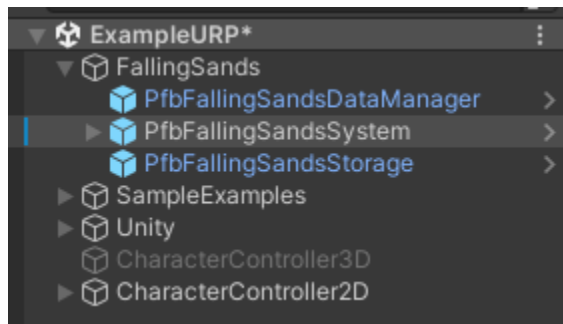 ExampleURP*
FallingSands
PfbFallingSandsDataManager
PfbFallingSandsSystem
PfbFallingSandsStorage
SampleExamples
Unity
CharacterController3D
CharacterController2D